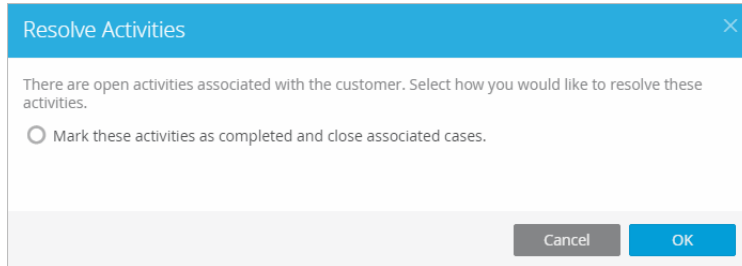 Resolve Activities
There are open activities associated with the customer. Select how you would like to resolve these
activities.
Mark these activities as completed and close associated cases.
Cancel
OK